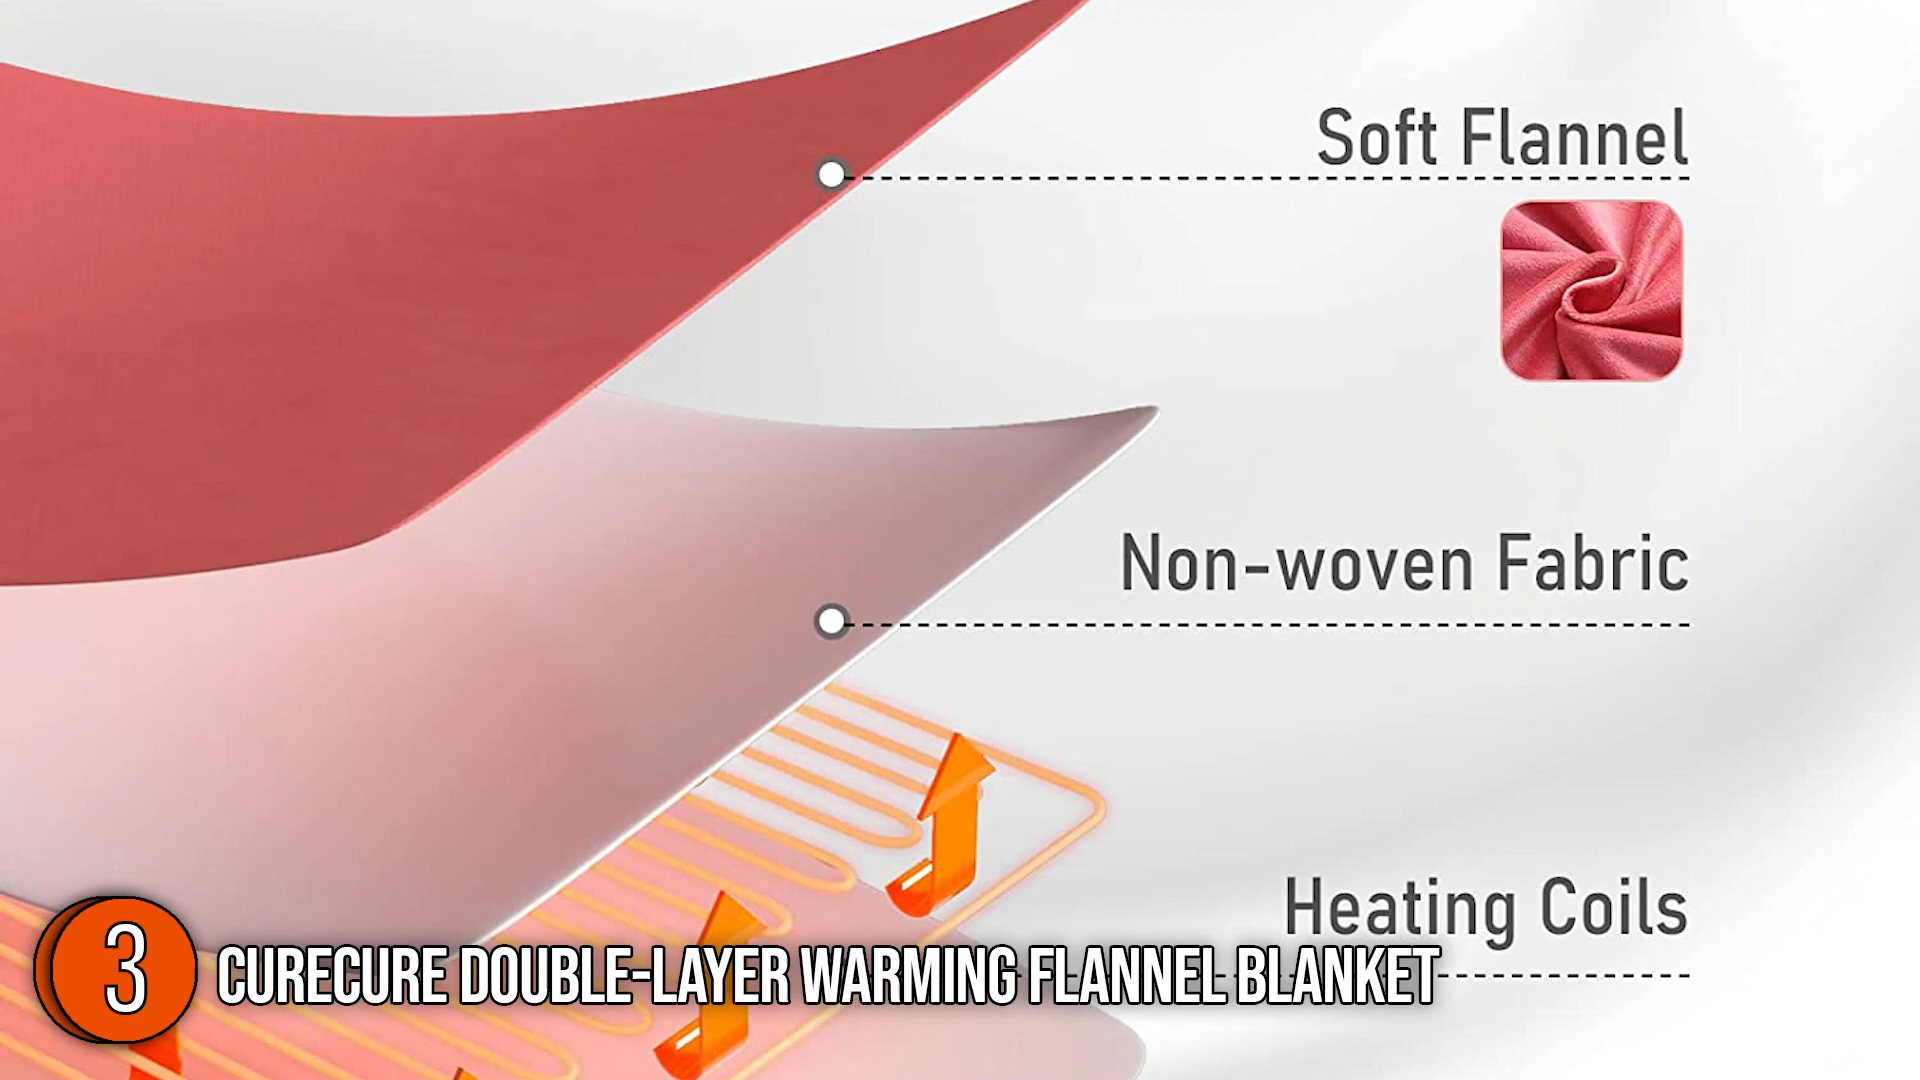 Soft Flannel
Non-woven Fabric
Heating Coils
3
CURECURE DOUBLE-LAYER WARMING FLANNEL BLANKET